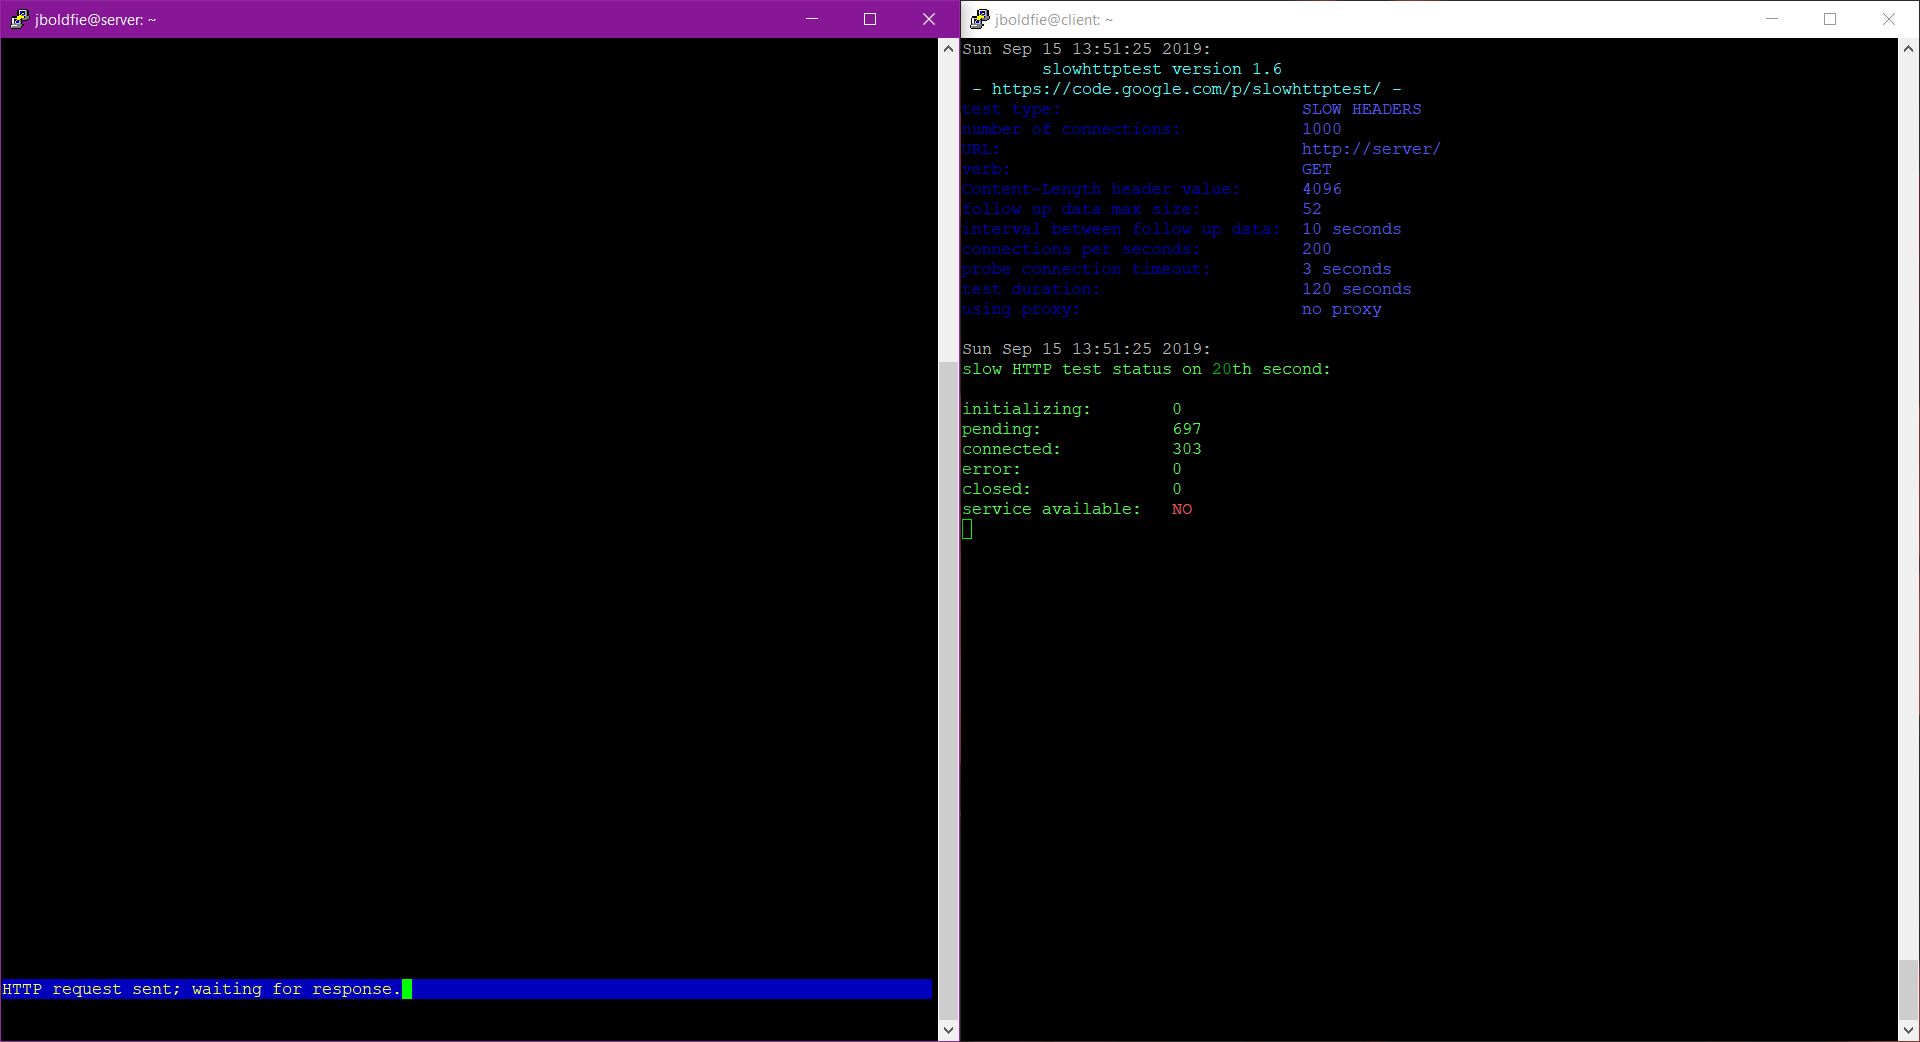 jboldfie@server: ~
HTTP request sent; waiting for response.
jboldfie@client: ~
Sun Sep 15 13:51:25 2019:
slowhttptest version 1.6
- https://code.google.com/p/slowhttptest/ -
test type: SLOW HEADERS
number of connections: 1000
URL: http://server/
verb: GET
Content-Length header value: 4096
follow up data max size: 52
interval between follow up data: 10 seconds
connections per seconds: 200
probe connection timeout: 3 seconds
test duration: 120 seconds
using proxy: no proxy
Sun Sep 15 13:51:25 2019:
slow HTTP test status on 20th second:
initializing: 0
pending: 697
connected: 303
error: 0
closed: 0
service available: NO